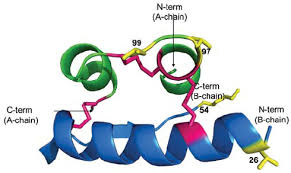 N-term
(A-chain)
99
97
C-term
(B-chain)
54
C-term
(A-chain)
N-term
(B-chain)
26